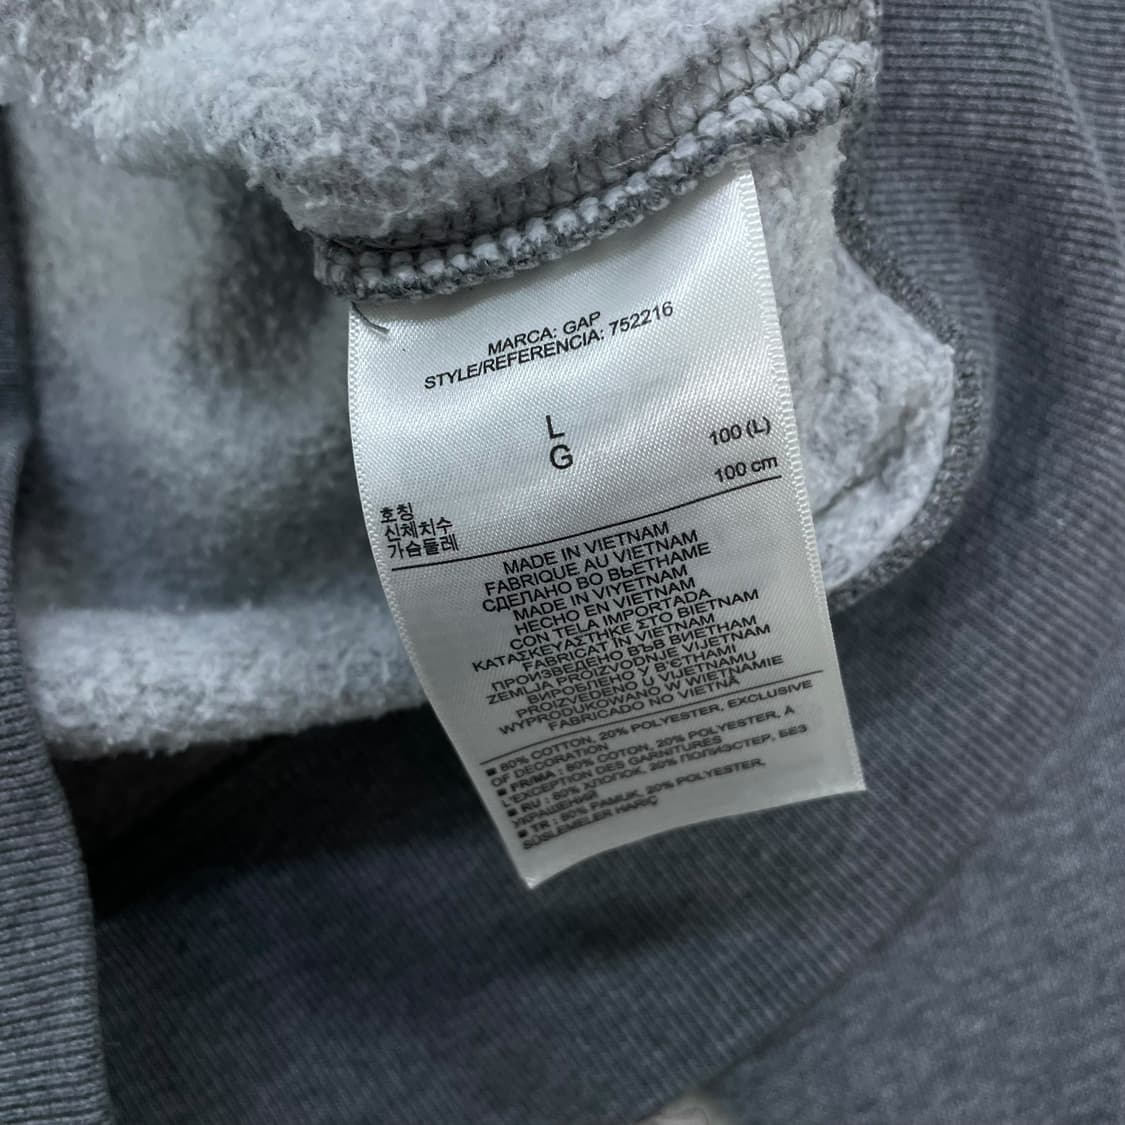 MARCA: GAP
STYLE/REFERENCIA: 752216
L
G
100 (L)
100 cm
호칭
신체치수
가슴둘레
MADE IN VIETNAM
FABRIQUE AU VIETNAM
СДЕЛАНО ВО ВЬЕТНАМЕ
MADE IN VIYETNAM
HECHO EN VIETNAM
CON TELA IMPORTADA
ΚΑΤΑΣΚΕΥΑΣΤΗΚΕ ΣΤΟ ΒΙΕΤΝΑΜ
FABRICAT ÎN VIETNAM
ПРОИЗВЕДЕНО ВЪВ ВИЕТНАМ
ZEMLJA PROIZVODNJE VIJETNAM
ВИРОБЛЕНО У В'ЄТНАМІ
PROIZVEDENO U VIJETNAMU
WYPRODUKOWANO W WIETNAMIE
FABRICADO NO VIETNÃ
■ 80% COTTON, 20% POLYESTER, EXCLUSIVE
OF DECORATION
■ FR/MA : 80% COTON, 20% POLYESTER, À
L'EXCEPTION DES GARNITURES
■ RU : 80% ХЛОПОК, 20% ПОЛИЭСТЕР, БЕЗ
УКРАШЕНИЙ
■ TR : 80% PAMUK, 20% POLYESTER,
SÜSLEMELER HARİÇ